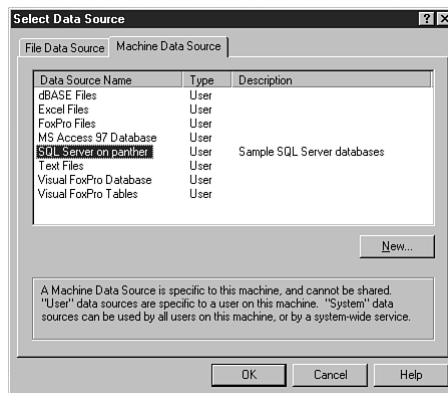 Select Data Source
File Data Source Machine Data Source
Data Source Name Type Description
dBASE Files User
Excel Files User
FoxPro Files User
MS Access 97 Database User
SQL Server on panther User Sample SQL Server databases
Text Files User
Visual FoxPro Database User
Visual FoxPro Tables User
New...
A Machine Data Source is specific to this machine, and cannot be shared.
"User" data sources are specific to a user on this machine. "System" data
sources can be used by all users on this machine, or by a system-wide service.
OK Cancel Help